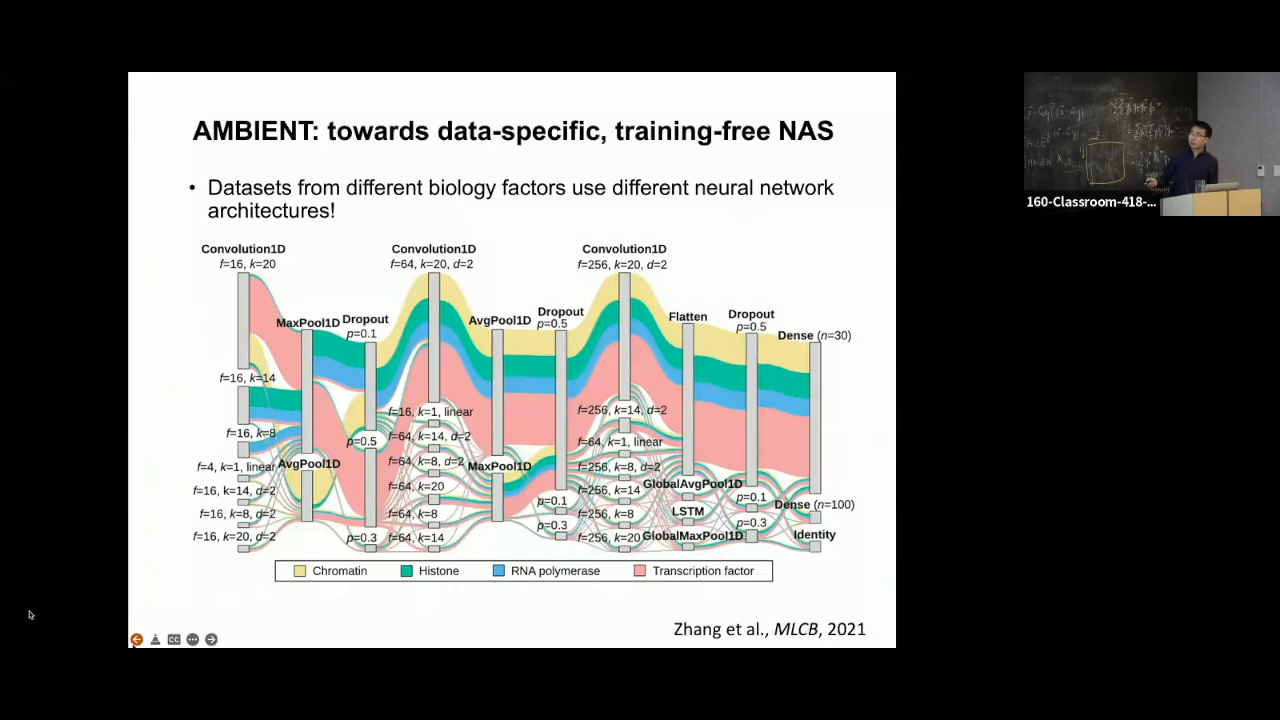 AMBIENT: towards data-specific, training-free NAS
• Datasets from different biology factors use different neural network
architectures!
Convolution1D
f=16, k=20
f=16, k=14
f=16, k=8
f=4, k=1, linear
f=16, k=14, d=2
f=16, k=8, d=2
f=16, k=20, d=2
MaxPool1D
AvgPool1D
Dropout
p=0.1
p=0.5
p=0.3
Convolution1D
f=64, k=20, d=2
f=16, k=1, linear
f=64, k=14, d=2
f=64, k=8, d=2
f=64, k=20
f=64, k=8
f=64, k=14
AvgPool1D
MaxPool1D
Dropout
p=0.5
p=0.1
p=0.3
Convolution1D
f=256, k=20, d=2
f=256, k=14, d=2
f=64, k=1, linear
f=256, k=8, d=2
f=256, k=14
f=256, k=8
f=256, k=20
Flatten
GlobalAvgPool1D
LSTM
GlobalMaxPool1D
Dropout
p=0.5
p=0.1
p=0.3
Dense (n=30)
Dense (n=100)
Identity
Chromatin
Histone
RNA polymerase
Transcription factor
Zhang et al., MLCB, 2021
160-Classroom-418-...